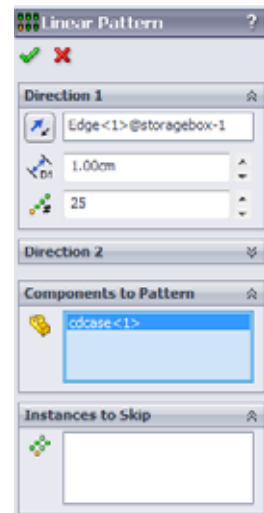 Linear Pattern ?
Direction 1
Edge<1>@storagebox-1
D1
1.00cm
#
25
Direction 2
Components to Pattern
cdcase<1>
Instances to Skip